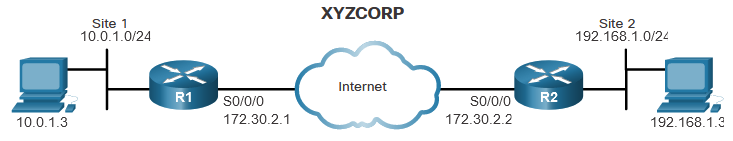 XYZCORP
Site 1
10.0.1.0/24
Site 2
192.168.1.0/24
Internet
R1
R2
S0/0/0
172.30.2.1
S0/0/0
172.30.2.2
10.0.1.3
192.168.1.3